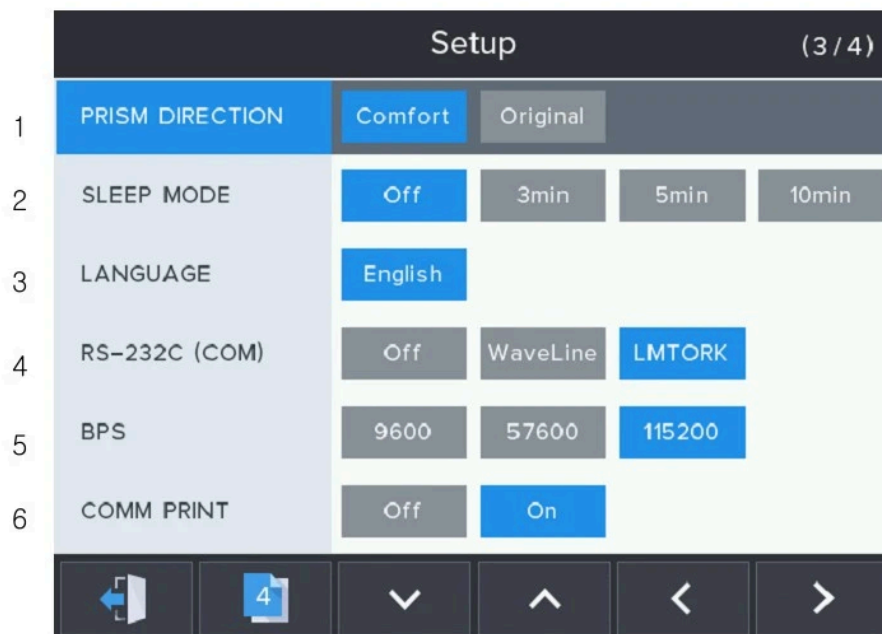 Setup (3/4)
1 PRISM DIRECTION Comfort Original
2 SLEEP MODE Off 3min 5min 10min
3 LANGUAGE English
4 RS-232C (COM) Off WaveLine LMTORK
5 BPS 9600 57600 115200
6 COMM PRINT Off On
4